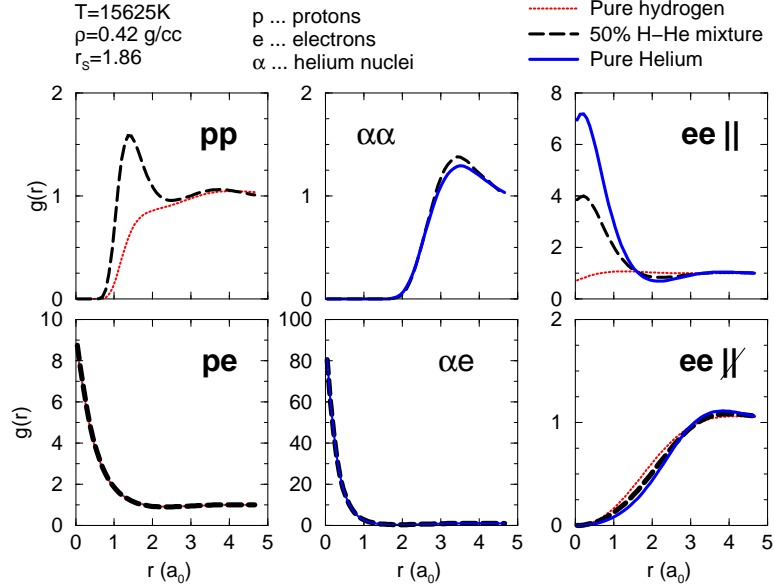 T=15625K
ρ=0.42 g/cc
r_S=1.86
p ... protons
e ... electrons
α ... helium nuclei
Pure hydrogen
50% H−He mixture
Pure Helium
g(r)
2
1
0
pp
2
1
0
αα
8
6
4
2
0
ee ||
g(r)
10
8
6
4
2
0
pe
0 1 2 3 4 5
r (a_0)
100
80
60
40
20
0
αe
0 1 2 3 4 5
r (a_0)
2
1
0
ee ∦
0 1 2 3 4 5
r (a_0)